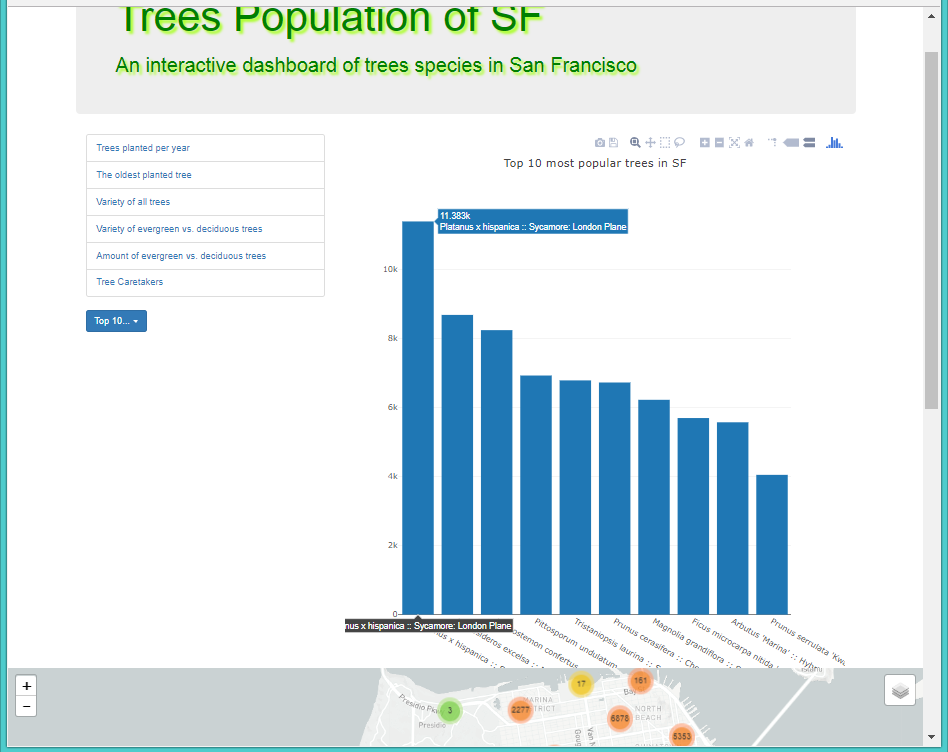 Trees Population of SF
An interactive dashboard of trees species in San Francisco
Trees planted per year
The oldest planted tree
Variety of all trees
Variety of evergreen vs. deciduous trees
Amount of evergreen vs. deciduous trees
Tree Caretakers
Top 10...
Top 10 most popular trees in SF
11.383k
Platanus x hispanica :: Sycamore: London Plane
10k
8k
6k
4k
2k
0
nus x hispanica :: Sycamore: London Plane
nus x hispanica :: S
sideros excelsa ::
ostemon confertus
Pittosporum undulatum
Tristaniopsis laurina :: S
Prunus cerasifera :: Che
Magnolia grandiflora :: S
Ficus microcarpa nitida
Arbutus 'Marina' :: Hybri
Prunus serrulata 'Kwa
+
−
Presidio Pkw
Presidio
3
2277
MARINA
DISTRICT
17
161
Bay
6878
NORTH
BEACH
5353
Goug
Van N